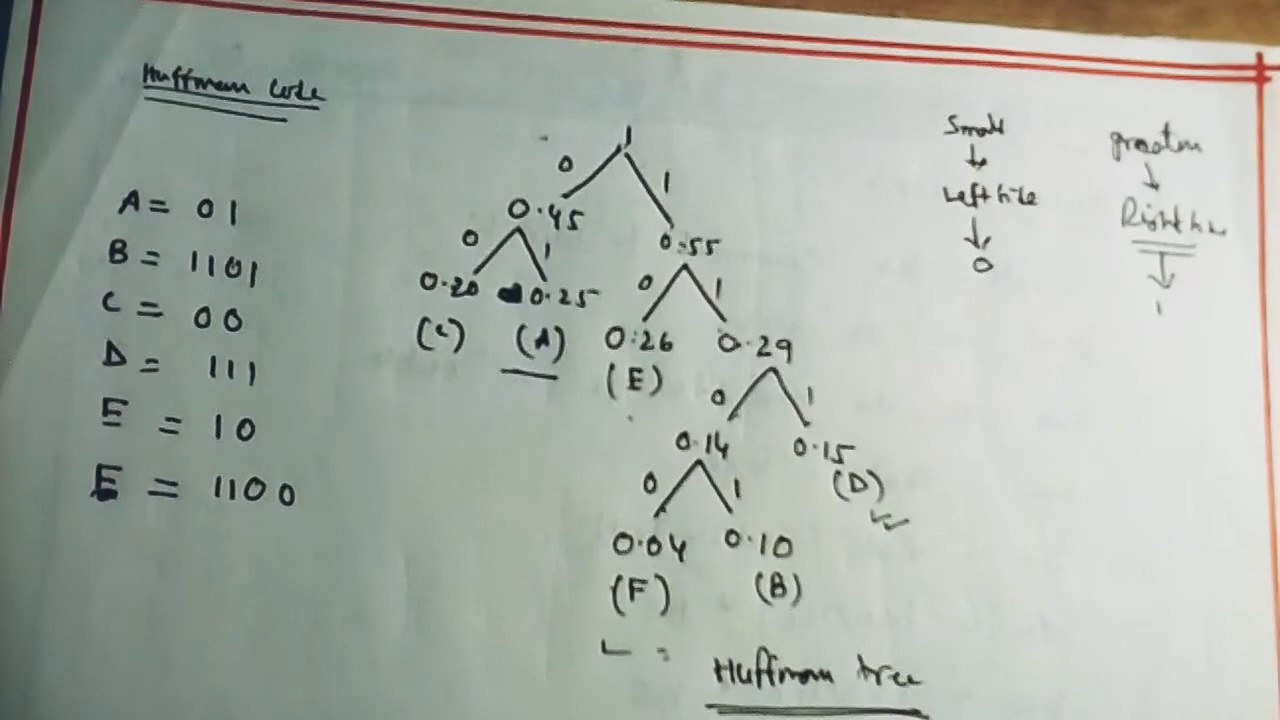 Huffman Code
A = 01
B = 1101
C = 00
D = 111
E = 10
E = 1100
1
0 1
0.45 0.55
0 1 0 1
0.20 0.25 0.26 0.29
(C) (A) (E)
0 1
0.14 0.15
(D)
0 1
0.04 0.10
(F) (B)
Huffman tree
Small
Left side
0
greater
Right
1